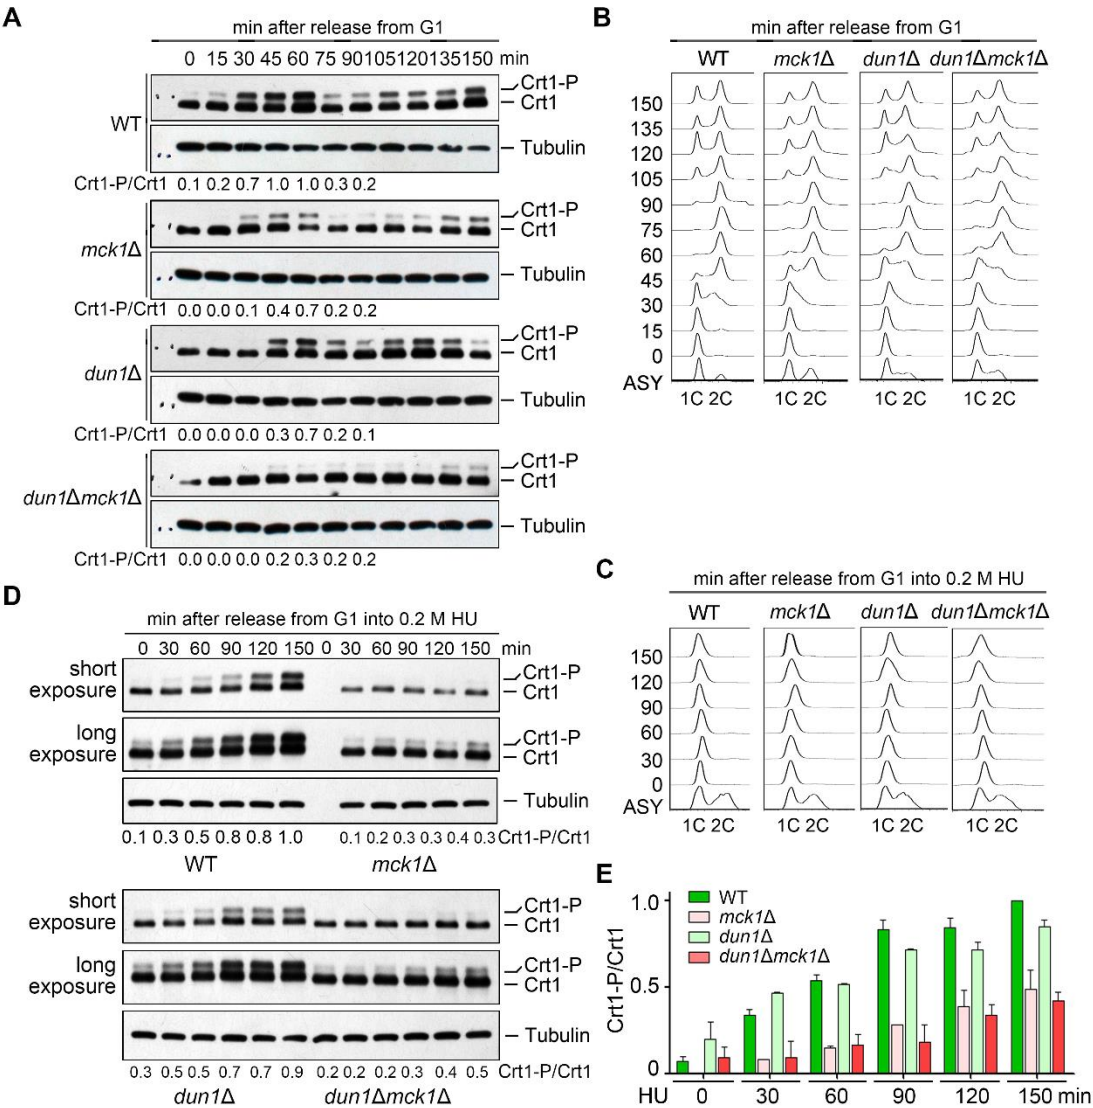 A
min after release from G1
0 15 30 45 60 75 90105120135150 min
WT
Crt1-P
Crt1
Tubulin
Crt1-P/Crt1 0.1 0.2 0.7 1.0 1.0 0.3 0.2
mck1Δ
Crt1-P
Crt1
Tubulin
Crt1-P/Crt1 0.0 0.0 0.1 0.4 0.7 0.2 0.2
dun1Δ
Crt1-P
Crt1
Tubulin
Crt1-P/Crt1 0.0 0.0 0.0 0.3 0.7 0.2 0.1
dun1Δmck1Δ
Crt1-P
Crt1
Tubulin
Crt1-P/Crt1 0.0 0.0 0.0 0.2 0.3 0.2 0.2
B
min after release from G1
WT mck1Δ dun1Δ dun1Δmck1Δ
150
135
120
105
90
75
60
45
30
15
0
ASY
1C 2C 1C 2C 1C 2C 1C 2C
C
min after release from G1 into 0.2 M HU
WT mck1Δ dun1Δ dun1Δmck1Δ
150
120
90
60
30
0
ASY
1C 2C 1C 2C 1C 2C 1C 2C
D
min after release from G1 into 0.2 M HU
0 30 60 90 120 150 0 30 60 90 120 150 min
short exposure
Crt1-P
Crt1
long exposure
Crt1-P
Crt1
Tubulin
0.1 0.3 0.5 0.8 0.8 1.0 0.1 0.2 0.3 0.3 0.4 0.3 Crt1-P/Crt1
WT mck1Δ
short exposure
Crt1-P
Crt1
long exposure
Crt1-P
Crt1
Tubulin
0.3 0.5 0.5 0.7 0.7 0.9 0.2 0.2 0.2 0.3 0.4 0.5 Crt1-P/Crt1
dun1Δ dun1Δmck1Δ
E
WT
mck1Δ
dun1Δ
dun1Δmck1Δ
Crt1-P/Crt1
1.0
0.5
0
HU 0 30 60 90 120 150 min